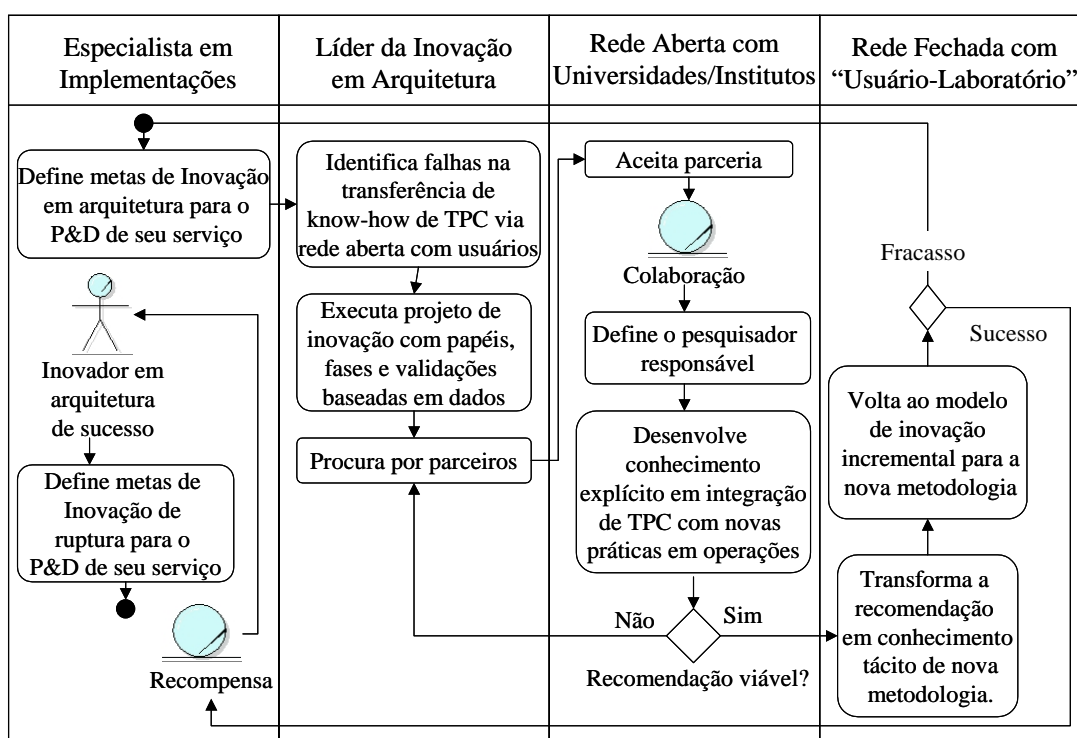 Especialista em
Implementações
Líder da Inovação
em Arquitetura
Rede Aberta com
Universidades/Institutos
Rede Fechada com
“Usuário-Laboratório”
Define metas de Inovação
em arquitetura para o
P&D de seu serviço
Inovador em
arquitetura
de sucesso
Define metas de
Inovação de
ruptura para o
P&D de seu serviço
Recompensa
Identifica falhas na
transferência de
know-how de TPC via
rede aberta com usuários
Executa projeto de
inovação com papéis,
fases e validações
baseadas em dados
Procura por parceiros
Aceita parceria
Colaboração
Define o pesquisador
responsável
Desenvolve
conhecimento
explícito em integração
de TPC com novas
práticas em operações
Não
Sim
Recomendação viável?
Fracasso
Sucesso
Volta ao modelo
de inovação
incremental para a
nova metodologia
Transforma a
recomendação
em conhecimento
tácito de nova
metodologia.